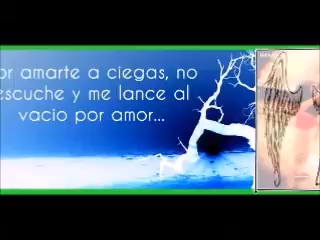 or amarte a ciegas, no
escuche y me lance al
vacio por amor...